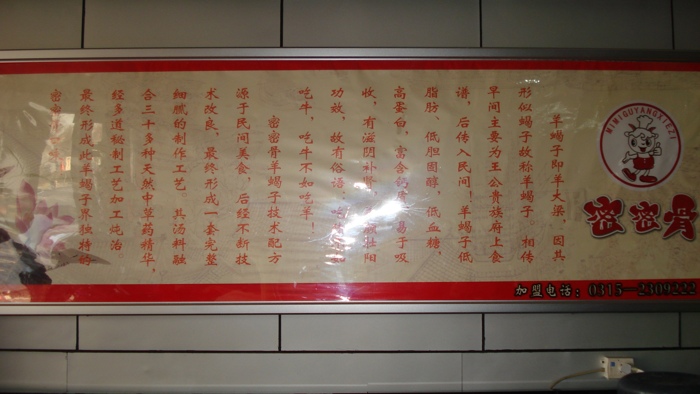 MIMIGUYANGXIEZI
密密骨
羊蝎子即羊大梁，因其
形似蝎子故称羊蝎子 相传
早间主要为王公贵族府上食
谱，后传入民间！羊蝎子低
脂肪、低胆固醇，低血糖，
高蛋白，富含 易于吸
收，有滋阴补 壮阳
功效，故有俗语：
吃牛，吃牛不如吃羊！
密密骨羊蝎子技术配方
源于民间美食，后经不断技
术改良，最终形成一套完整
细腻的制作工艺 其汤料融
合三十多种天然中草药精华，
经多道秘制工艺加工炖治
最终形成此羊蝎子界独特的
密密
加盟电话：0315—2309222